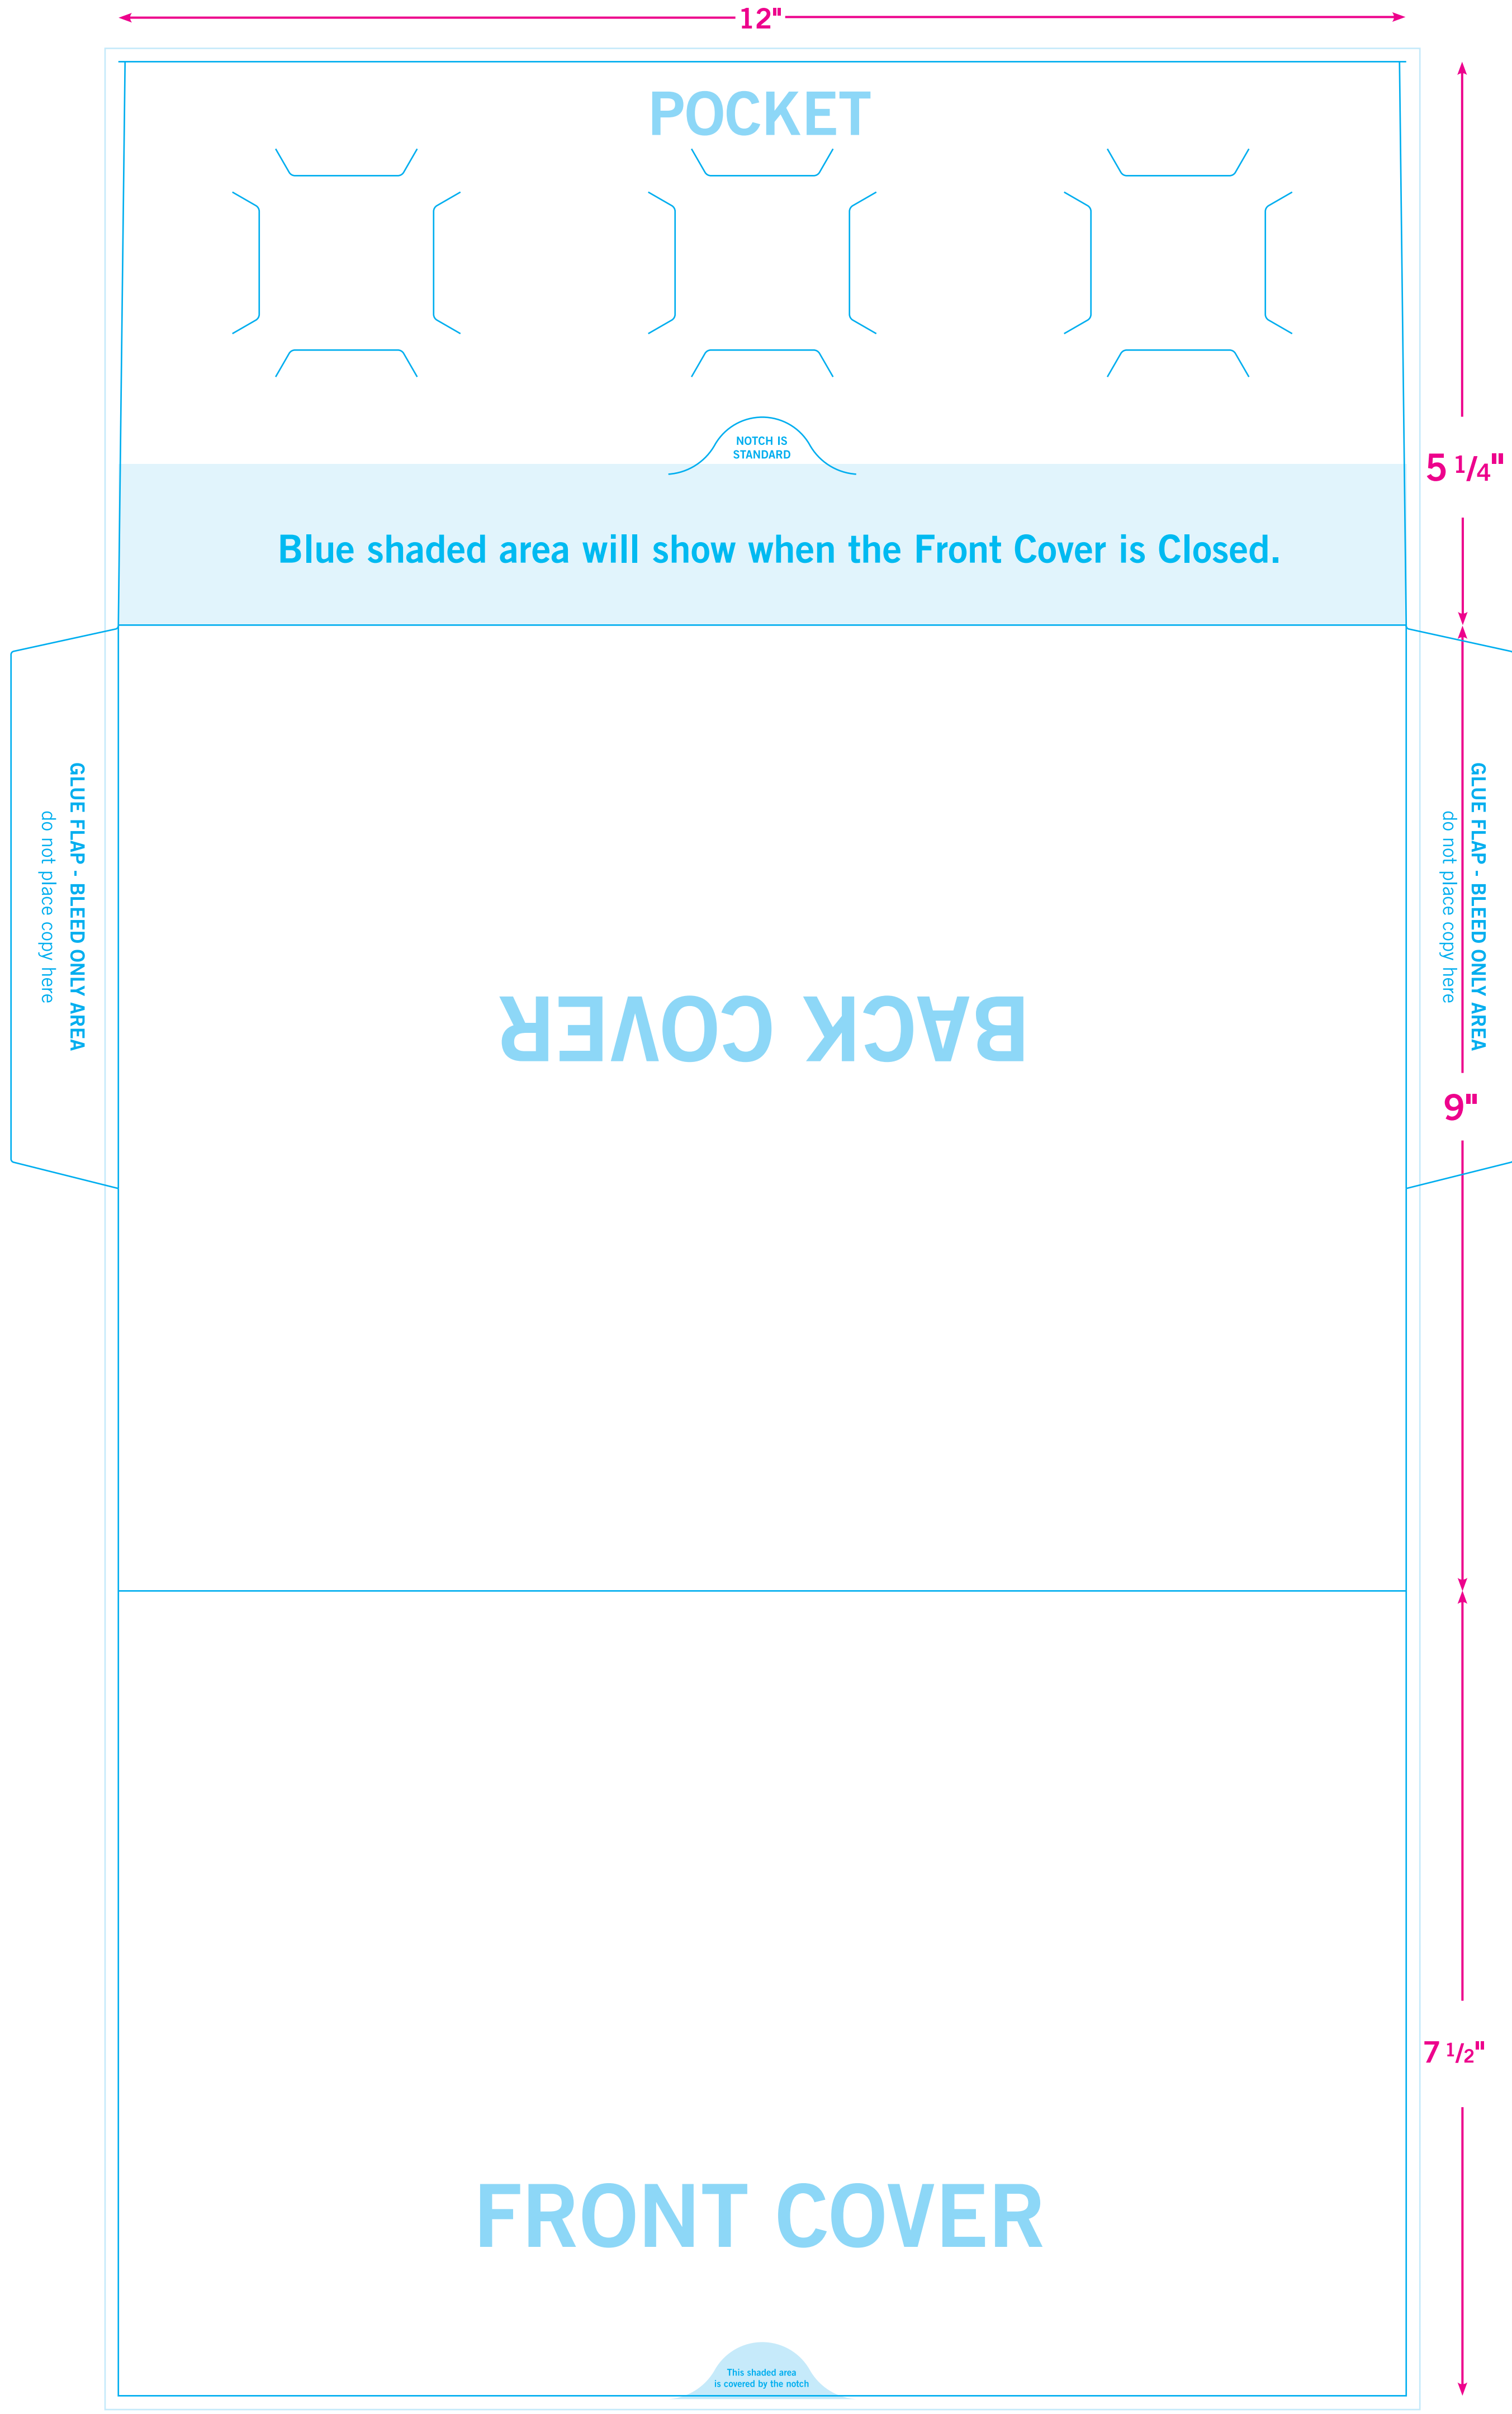 12"
POCKET
NOTCH IS
STANDARD
5 1/4"
Blue shaded area will show when the Front Cover is Closed.
GLUE FLAP - BLEED ONLY AREA
do not place copy here
GLUE FLAP - BLEED ONLY AREA
do not place copy here
BACK COVER
9"
7 1/2"
FRONT COVER
This shaded area
is covered by the notch